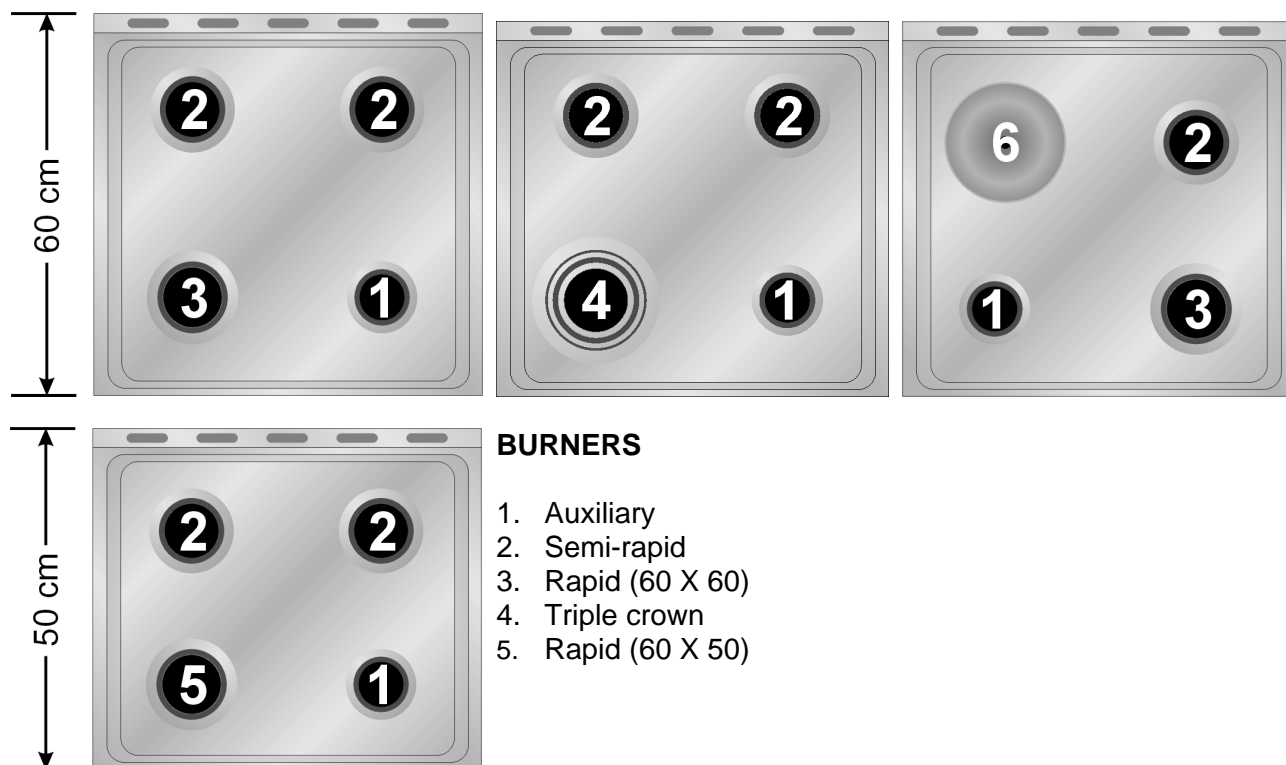 60 cm
2 2
3 1
2 2
4 1
6 2
1 3
50 cm
2 2
5 1
BURNERS
1. Auxiliary
2. Semi-rapid
3. Rapid (60 X 60)
4. Triple crown
5. Rapid (60 X 50)